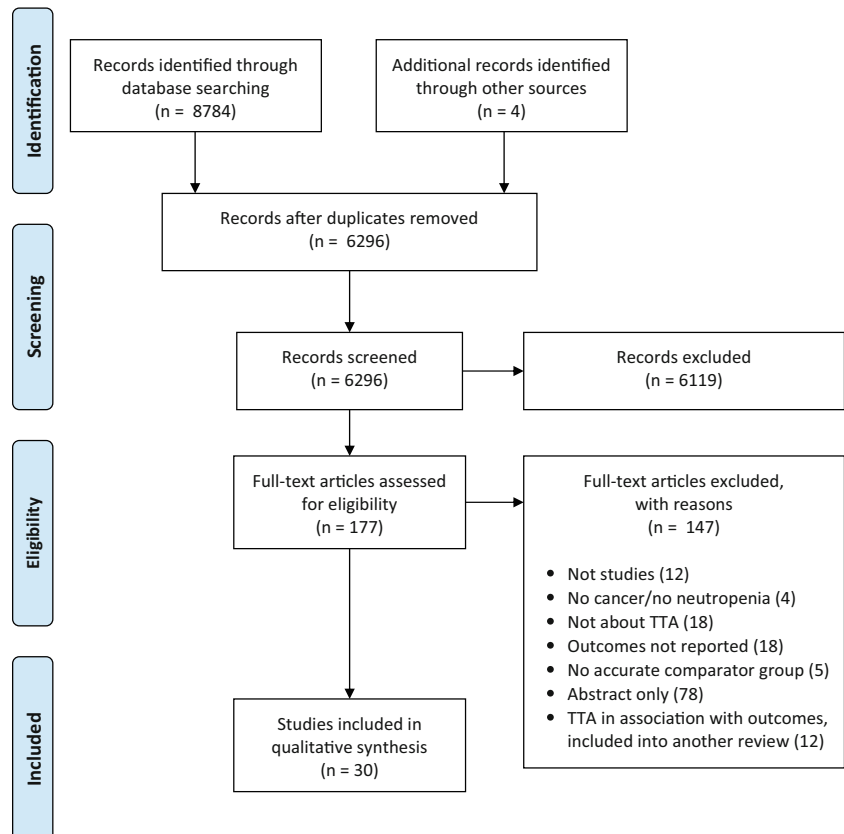 Identification
Records identified through
database searching
(n = 8784)
Additional records identified
through other sources
(n = 4)
Records after duplicates removed
(n = 6296)
Screening
Records screened
(n = 6296)
Records excluded
(n = 6119)
Eligibility
Full-text articles assessed
for eligibility
(n = 177)
Full-text articles excluded,
with reasons
(n = 147)
• Not studies (12)
• No cancer/no neutropenia (4)
• Not about TTA (18)
• Outcomes not reported (18)
• No accurate comparator group (5)
• Abstract only (78)
• TTA in association with outcomes,
included into another review (12)
Included
Studies included in
qualitative synthesis
(n = 30)